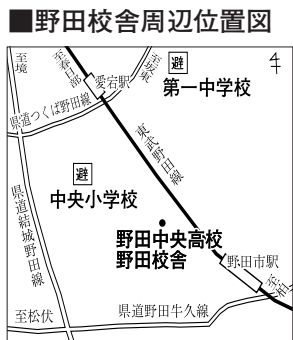 ■野田校舎周辺位置図
至境
至春日部
愛宕駅
至筑波
避
第一中学校
県道つくば野田線
東武野田線
避
中央小学校
県道結城野田線
野田中央高校
野田校舎
野田市駅
至柏
県道野田牛久線
至松伏